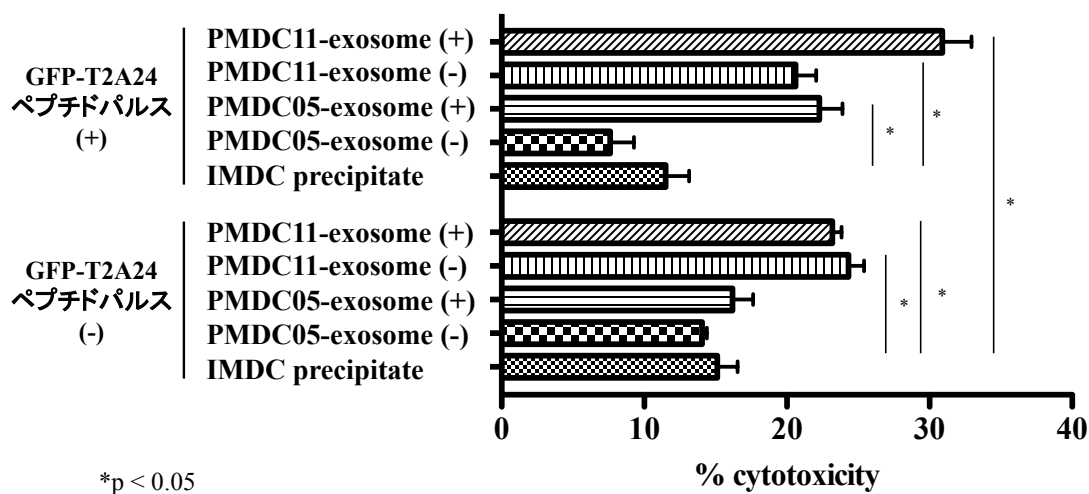 GFP-T2A24
ペプチドパルス
(+)
PMDC11-exosome (+)
PMDC11-exosome (-)
PMDC05-exosome (+)
PMDC05-exosome (-)
IMDC precipitate
*
*
*
GFP-T2A24
ペプチドパルス
(-)
PMDC11-exosome (+)
PMDC11-exosome (-)
PMDC05-exosome (+)
PMDC05-exosome (-)
IMDC precipitate
*
*
0 10 20 30 40
% cytotoxicity
*p < 0.05